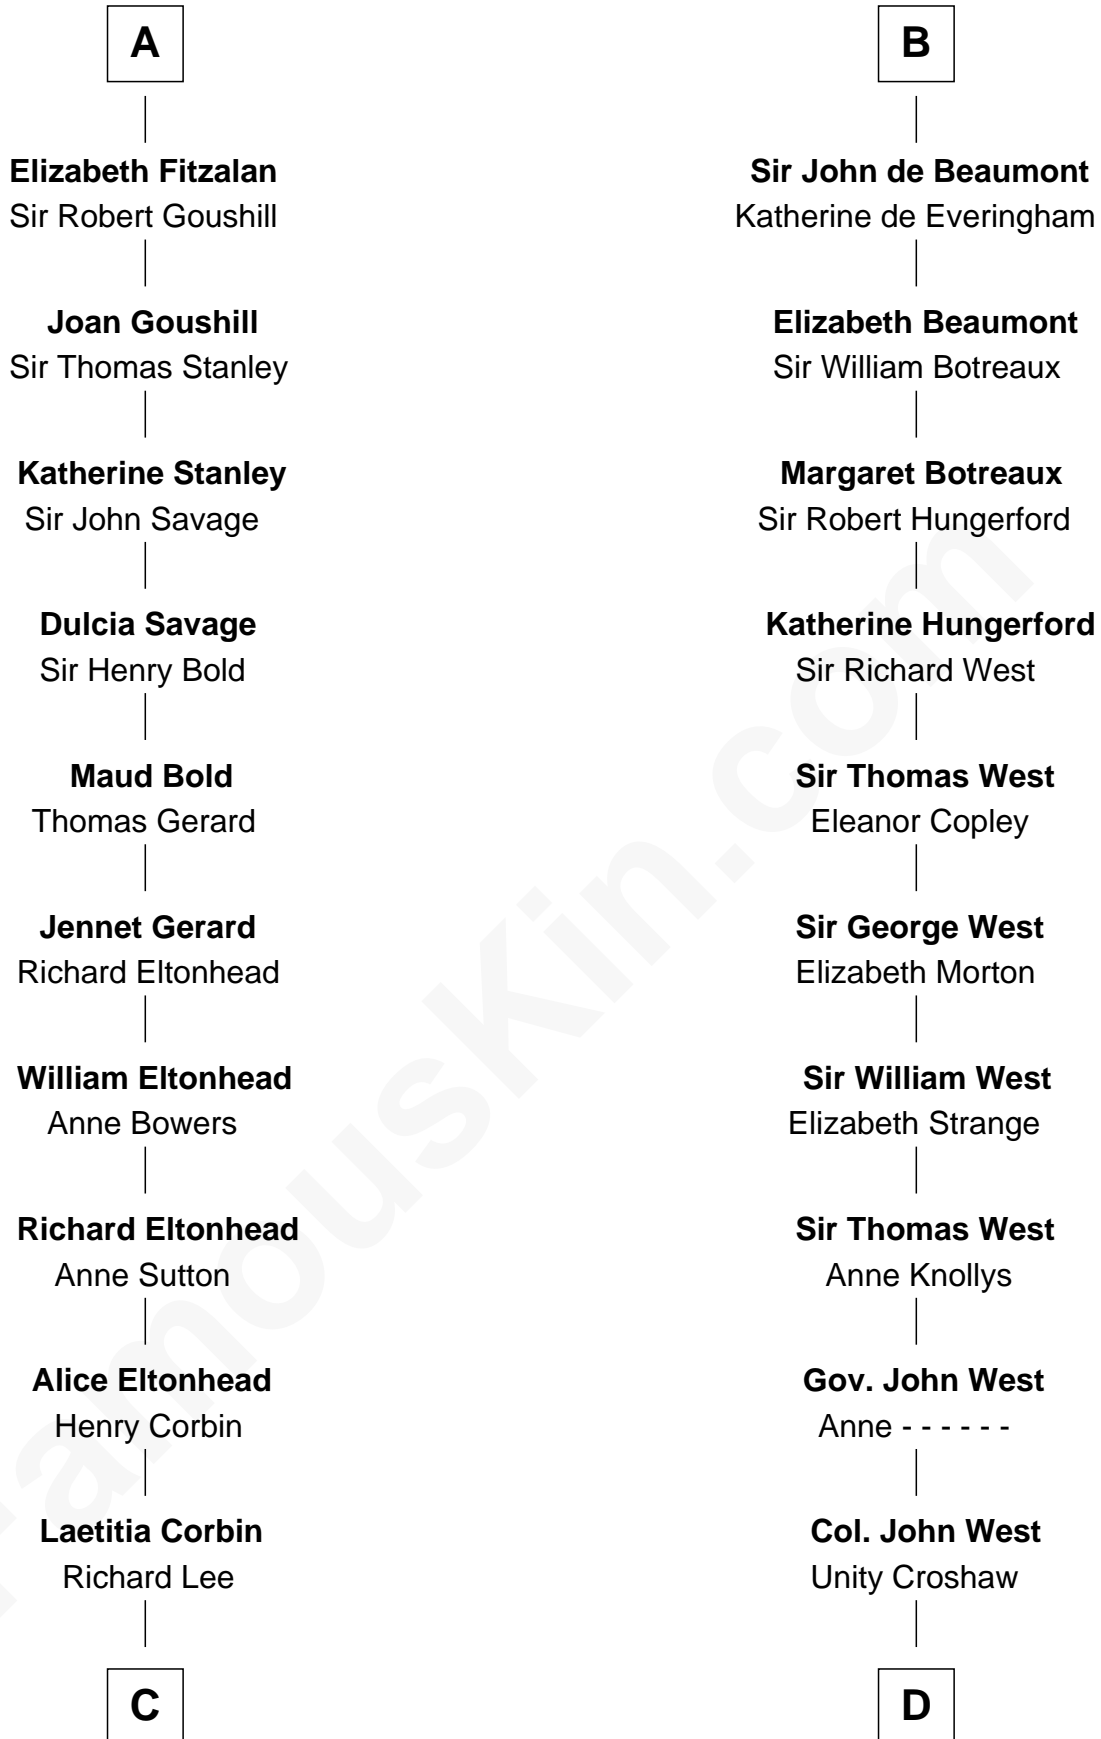 A
Elizabeth Fitzalan
Sir Robert Goushill
Joan Goushill
Sir Thomas Stanley
Katherine Stanley
Sir John Savage
Dulcia Savage
Sir Henry Bold
Maud Bold
Thomas Gerard
Jennet Gerard
Richard Eltonhead
William Eltonhead
Anne Bowers
Richard Eltonhead
Anne Sutton
Alice Eltonhead
Henry Corbin
Laetitia Corbin
Richard Lee
C
B
Sir John de Beaumont
Katherine de Everingham
Elizabeth Beaumont
Sir William Botreaux
Margaret Botreaux
Sir Robert Hungerford
Katherine Hungerford
Sir Richard West
Sir Thomas West
Eleanor Copley
Sir George West
Elizabeth Morton
Sir William West
Elizabeth Strange
Sir Thomas West
Anne Knollys
Gov. John West
Anne - - - - - -
Col. John West
Unity Croshaw
D
FamousKin.com